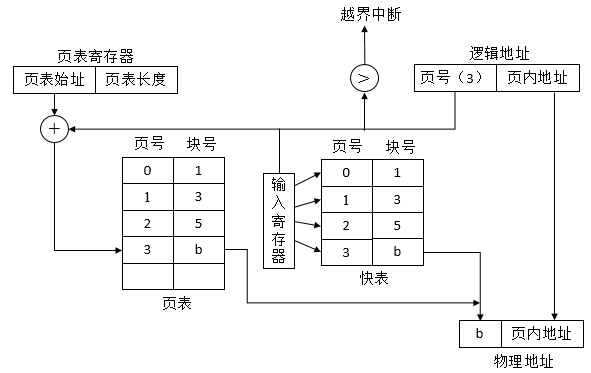 越界中断
页表寄存器
逻辑地址
页表始址 页表长度
>
页号（3） 页内地址
+
页号 块号
0 1
1 3
2 5
3 b
页表
输入寄存器
页号 块号
0 1
1 3
2 5
3 b
快表
b 页内地址
物理地址